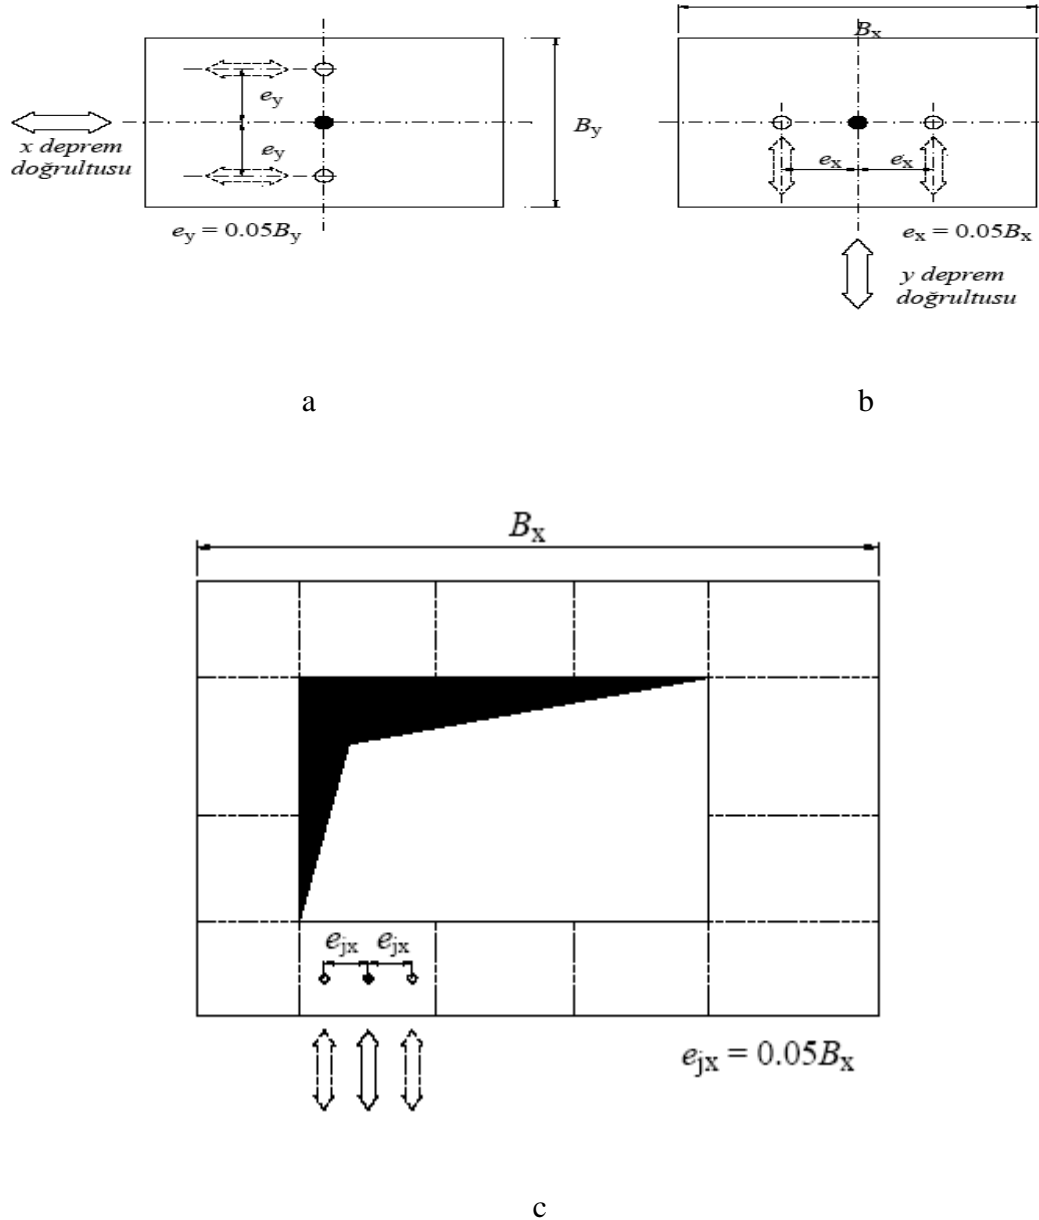 x deprem
doğrultusu
e_y
e_y
B_y
e_y = 0.05B_y
B_x
e_x
e_x
e_x = 0.05B_x
y deprem
doğrultusu
a
b
B_x
e_jx
e_jx
e_jx = 0.05B_x
c